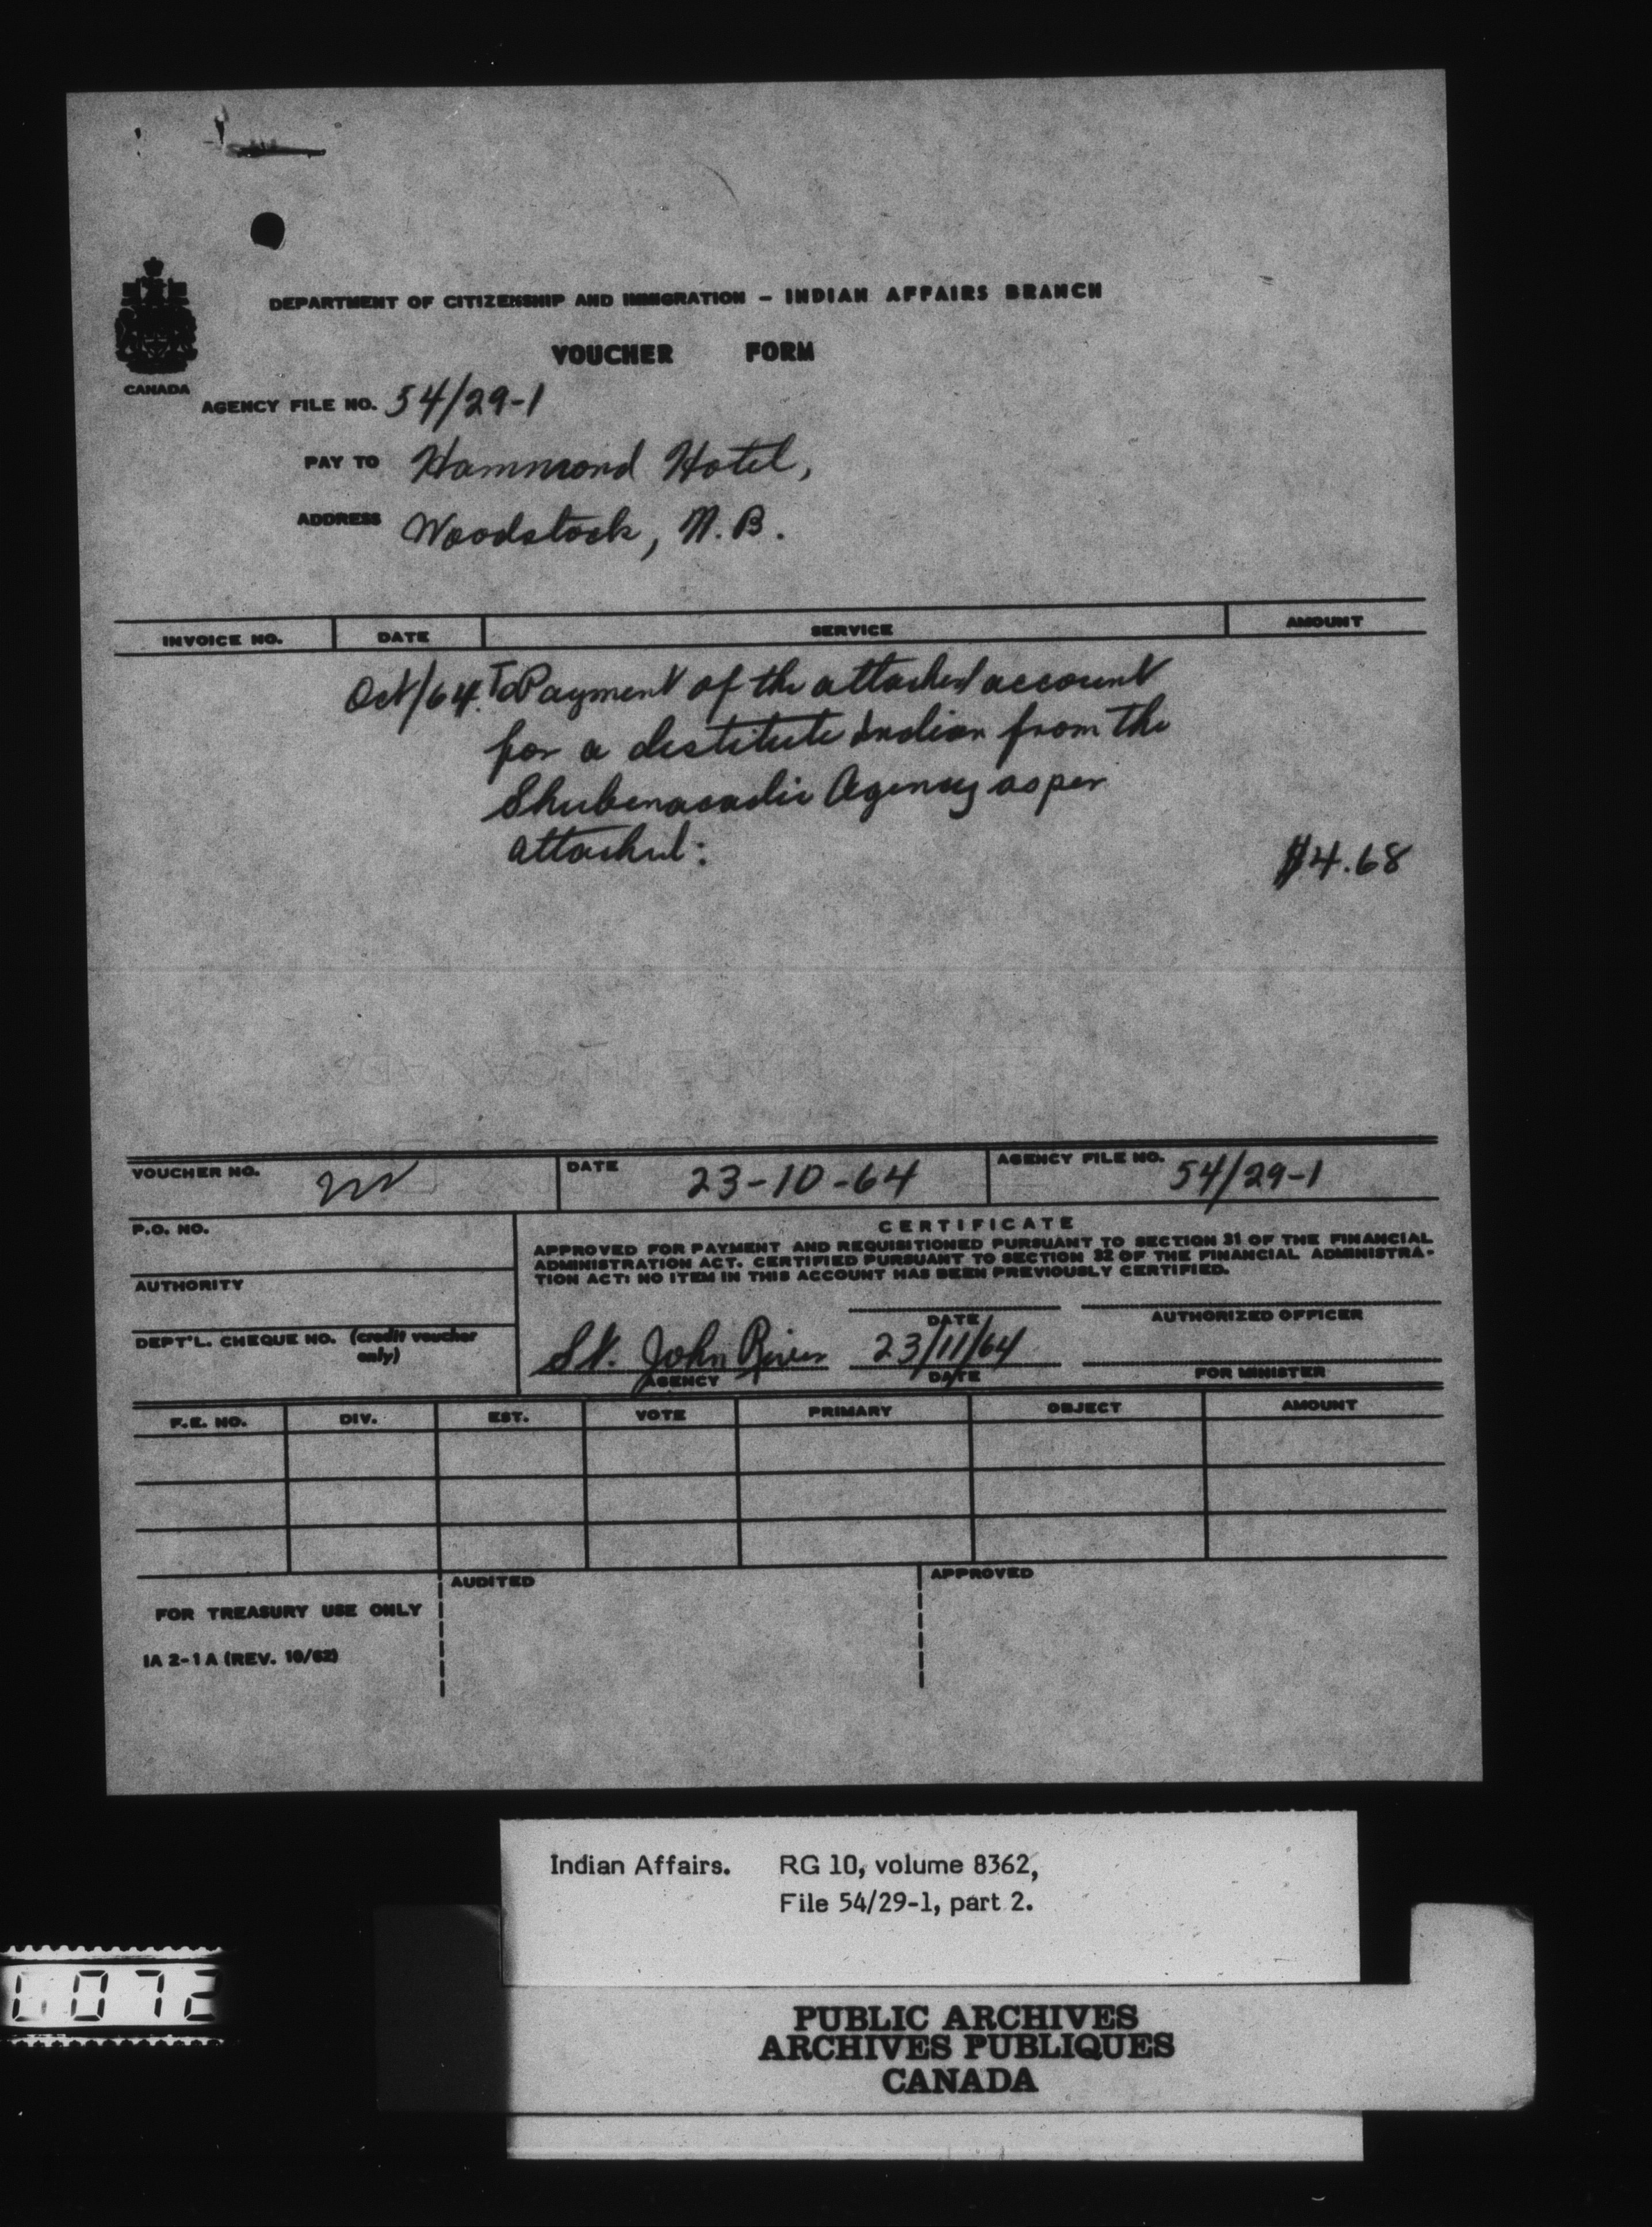 DEPARTMENT OF CITIZENSHIP AND IMMIGRATION – INDIAN AFFAIRS BRANCH
VOUCHER FORM
CANADA
AGENCY FILE NO. 54/29-1
PAY TO Hammond Hotel,
ADDRESS Woodstock, N.B.
INVOICE NO. DATE SERVICE AMOUNT
Oct/64. To Payment of the attached account
for a destitute Indian from the
Shubenacadie Agency as per
attached: $4.68
VOUCHER NO. DATE 23-10-64 AGENCY FILE NO. 54/29-1
P.O. NO.
AUTHORITY
DEPT'L. CHEQUE NO. (credit voucher only)
CERTIFICATE
APPROVED FOR PAYMENT AND REQUISITIONED PURSUANT TO SECTION 31 OF THE FINANCIAL
ADMINISTRATION ACT. CERTIFIED PURSUANT TO SECTION 32 OF THE FINANCIAL ADMINISTRA-
TION ACT: NO ITEM IN THIS ACCOUNT HAS BEEN PREVIOUSLY CERTIFIED.
DATE AUTHORIZED OFFICER
St. John River 23/11/64
AGENCY DATE FOR MINISTER
F.E. NO. DIV. EST. VOTE PRIMARY OBJECT AMOUNT
AUDITED APPROVED
FOR TREASURY USE ONLY
IA 2-1A (REV. 10/62)
Indian Affairs. RG 10, volume 8362,
File 54/29-1, part 2.
0072
PUBLIC ARCHIVES
ARCHIVES PUBLIQUES
CANADA